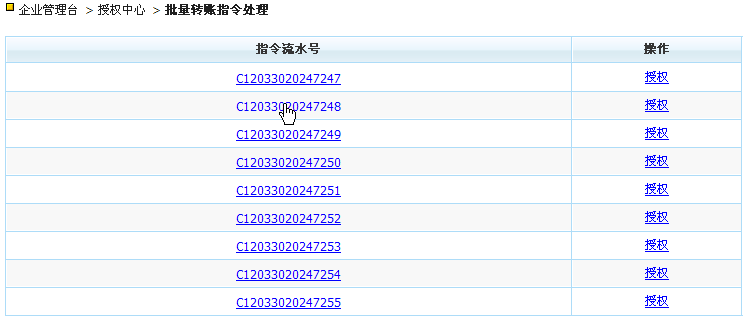 企业管理台 > 授权中心 > 批量转账指令处理
指令流水号 操作
C12033020247247 授权
C12033020247248 授权
C12033020247249 授权
C12033020247250 授权
C12033020247251 授权
C12033020247252 授权
C12033020247253 授权
C12033020247254 授权
C12033020247255 授权